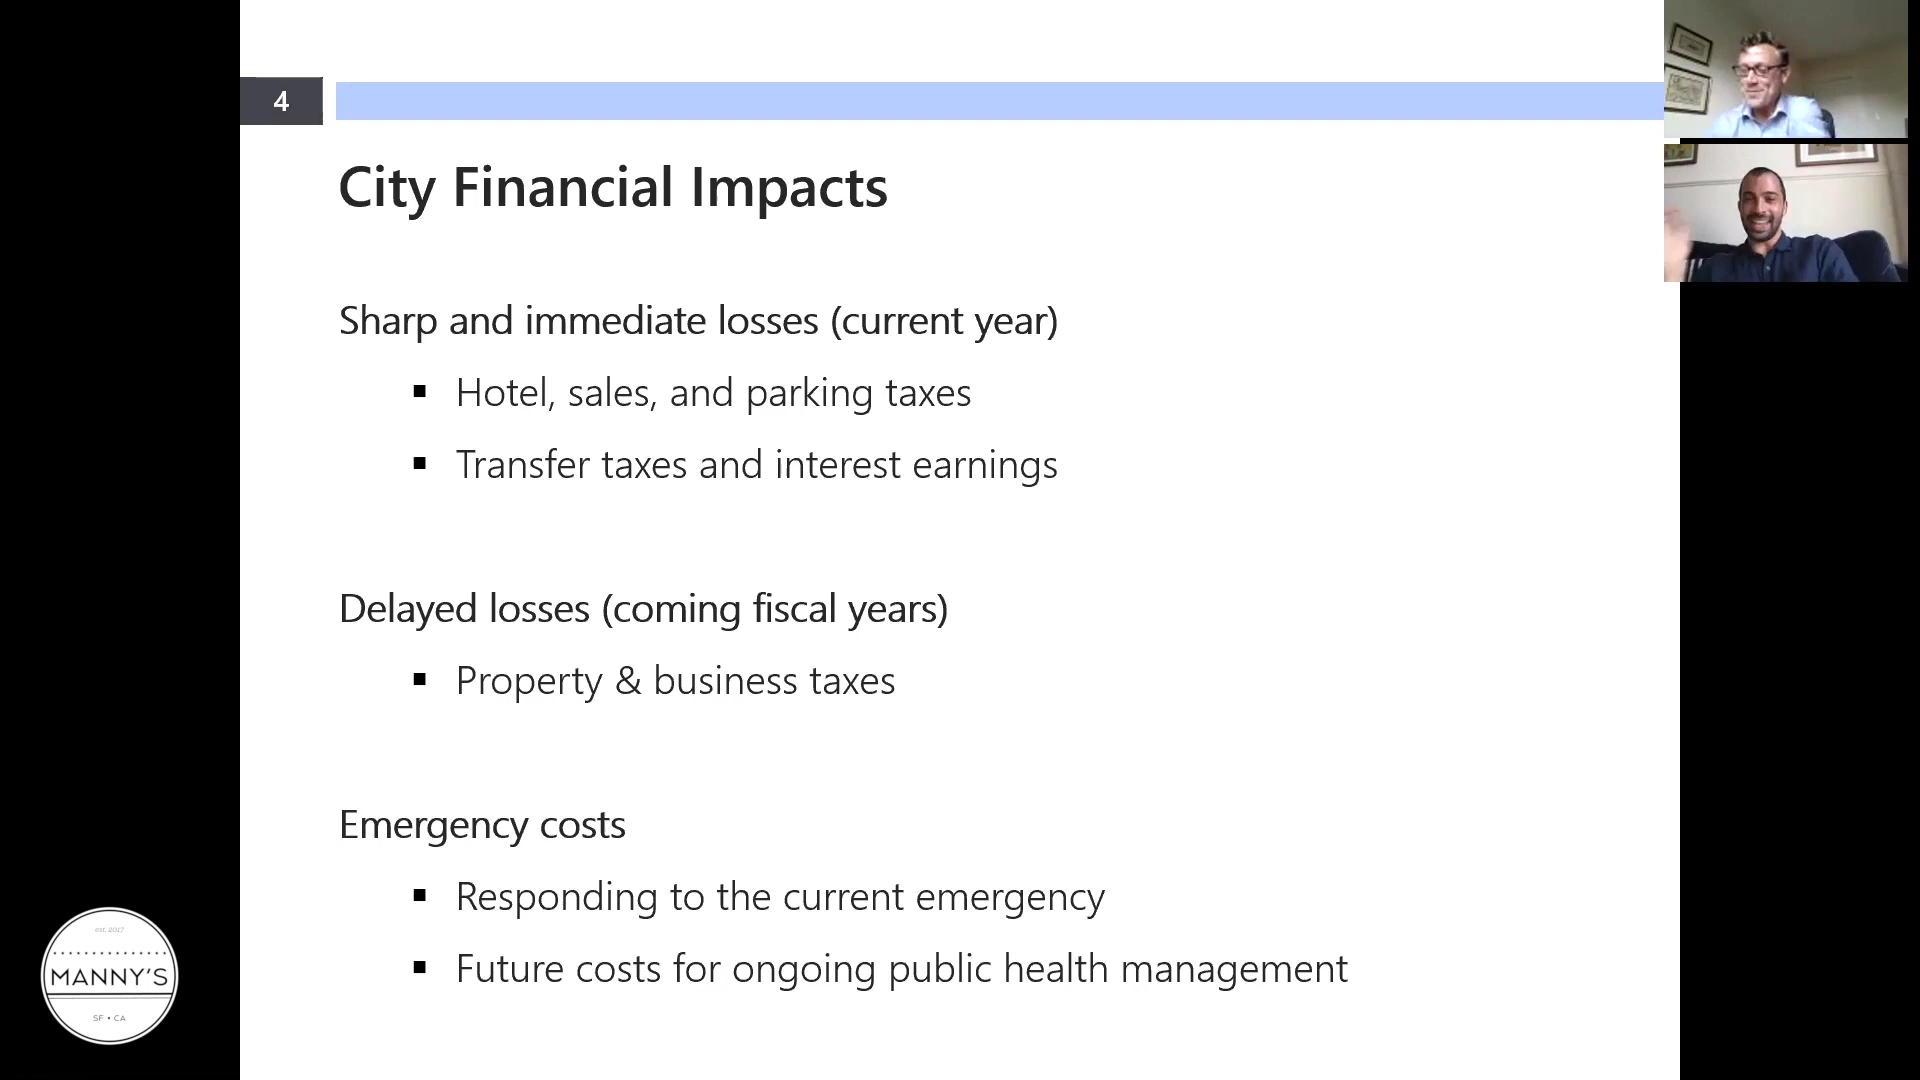 4
City Financial Impacts
Sharp and immediate losses (current year)
▪ Hotel, sales, and parking taxes
▪ Transfer taxes and interest earnings
Delayed losses (coming fiscal years)
▪ Property & business taxes
Emergency costs
▪ Responding to the current emergency
▪ Future costs for ongoing public health management
est. 2017
MANNY'S
SF • CA